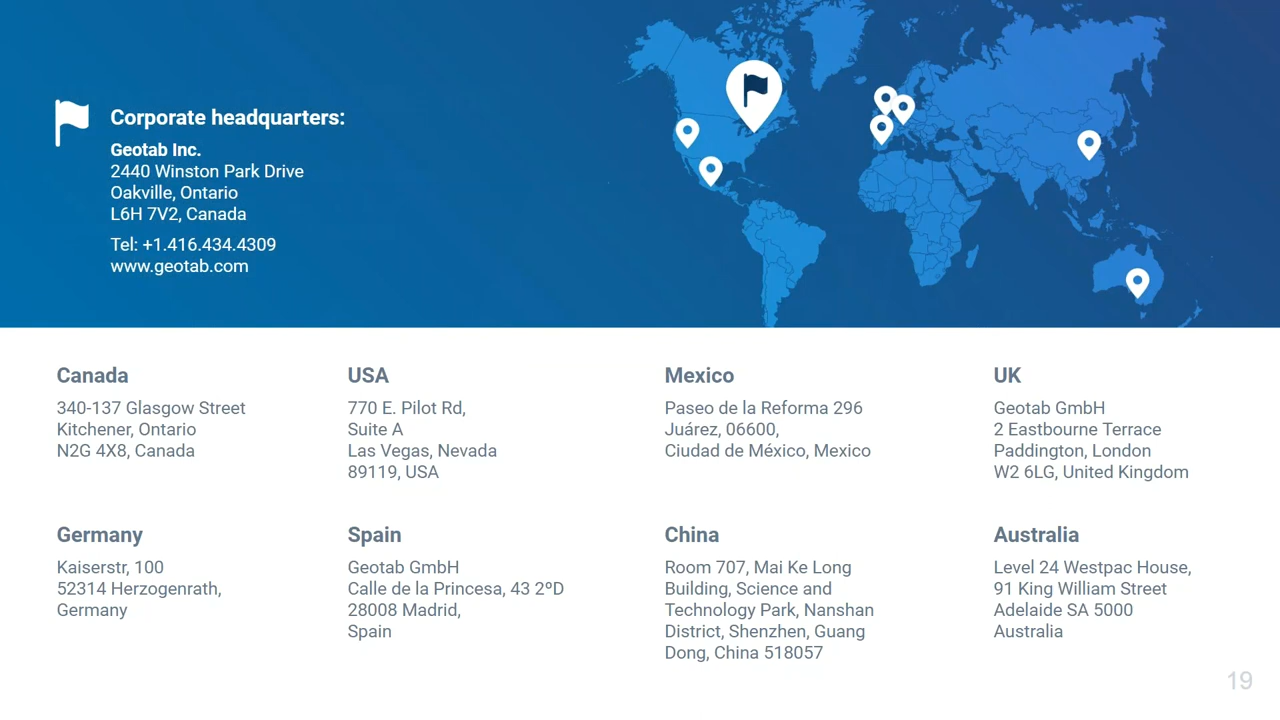 Corporate headquarters:
Geotab Inc.
2440 Winston Park Drive
Oakville, Ontario
L6H 7V2, Canada
Tel: +1.416.434.4309
www.geotab.com
Canada
340-137 Glasgow Street
Kitchener, Ontario
N2G 4X8, Canada
USA
770 E. Pilot Rd,
Suite A
Las Vegas, Nevada
89119, USA
Mexico
Paseo de la Reforma 296
Juárez, 06600,
Ciudad de México, Mexico
UK
Geotab GmbH
2 Eastbourne Terrace
Paddington, London
W2 6LG, United Kingdom
Germany
Kaiserstr, 100
52314 Herzogenrath,
Germany
Spain
Geotab GmbH
Calle de la Princesa, 43 2ºD
28008 Madrid,
Spain
China
Room 707, Mai Ke Long
Building, Science and
Technology Park, Nanshan
District, Shenzhen, Guang
Dong, China 518057
Australia
Level 24 Westpac House,
91 King William Street
Adelaide SA 5000
Australia
19